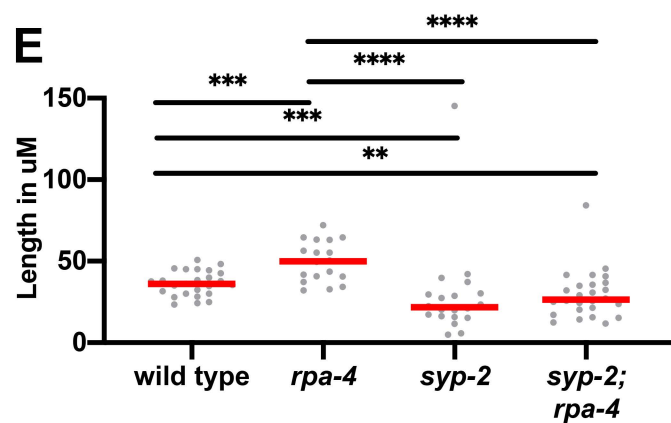 E
****
****
***
***
**
150
100
50
0
Length in uM
wild type rpa-4 syp-2 syp-2;
rpa-4